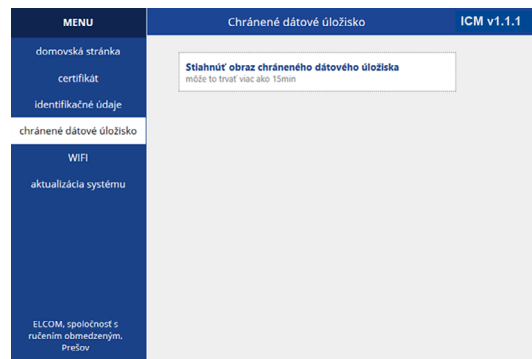 MENU
Chránené dátové úložisko
ICM v1.1.1
domovská stránka
certifikát
identifikačné údaje
chránené dátové úložisko
WIFI
aktualizácia systému
Stiahnúť obraz chráneného dátového úložiska
môže to trvať viac ako 15min
ELCOM, spoločnosť s
ručením obmedzeným,
Prešov